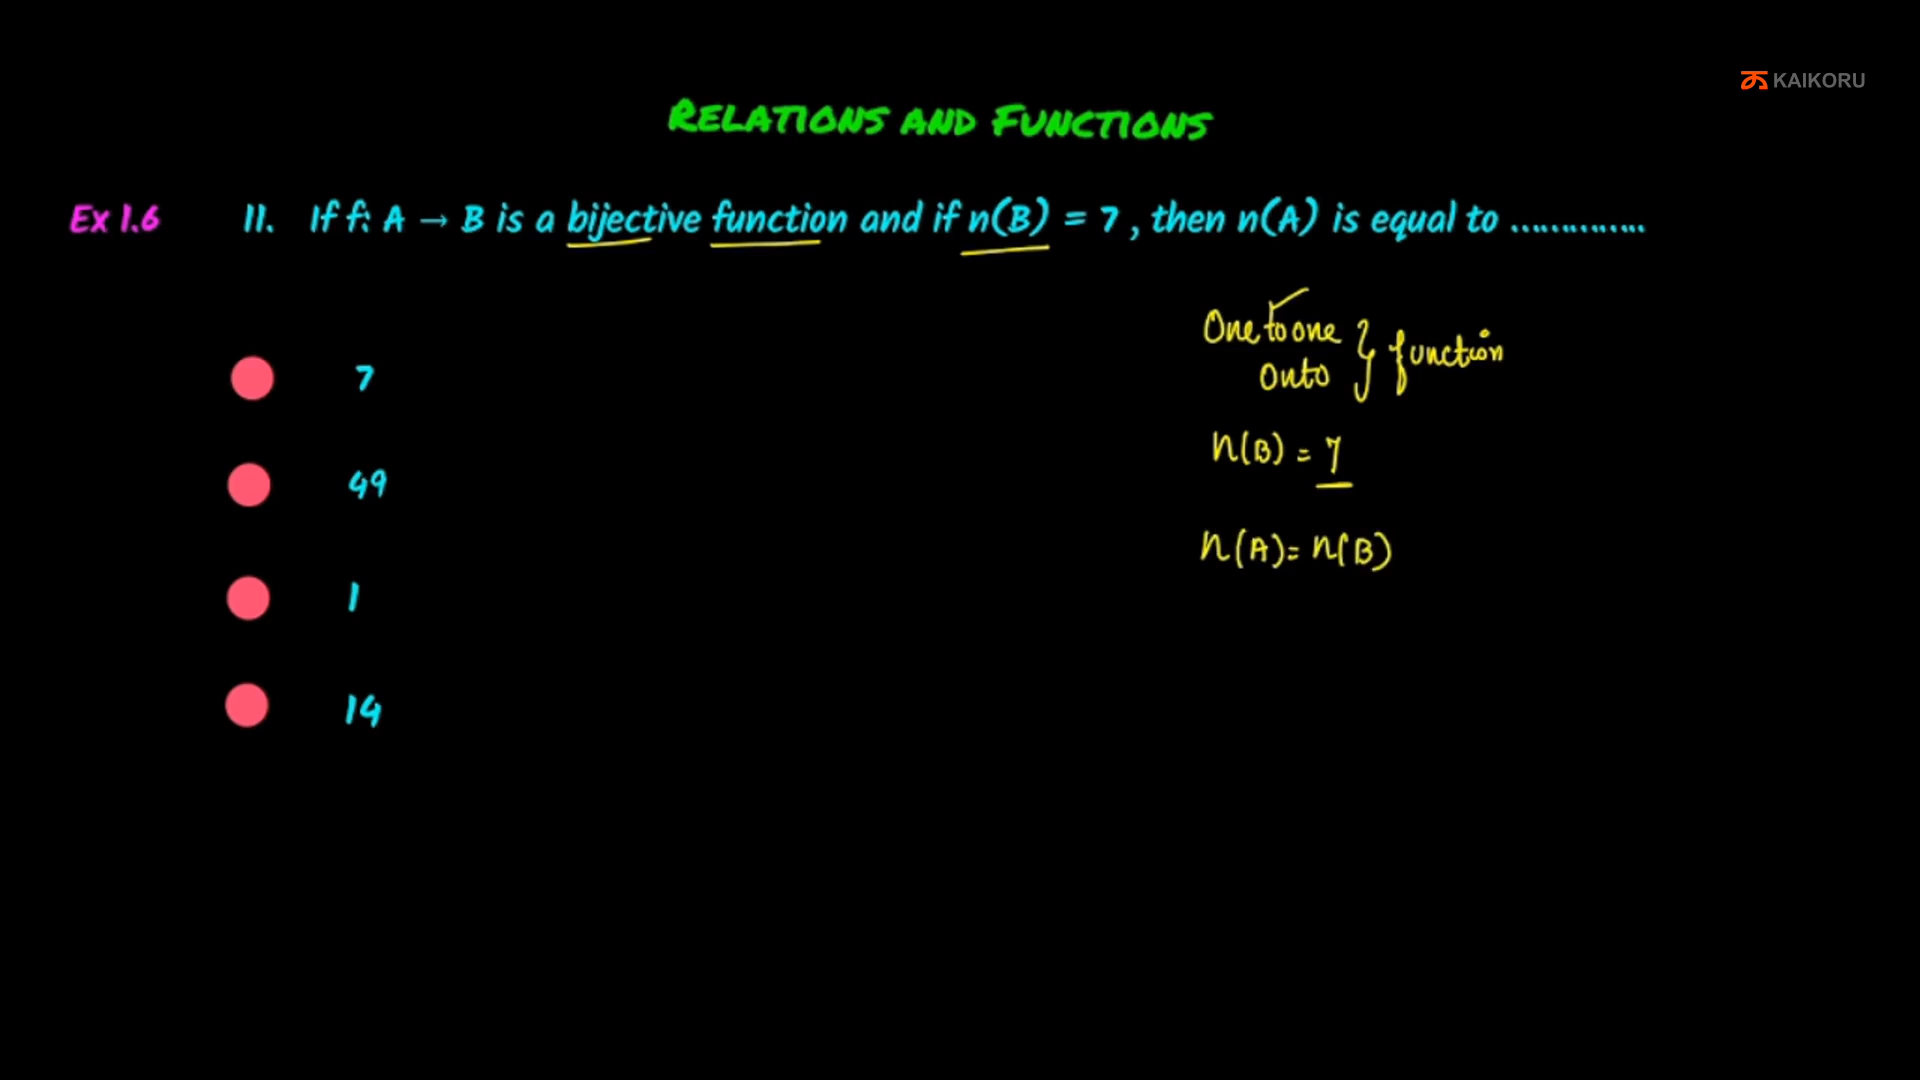 KAIKORU
RELATIONS AND FUNCTIONS
Ex 1.6 11. If f: A → B is a bijective function and if n(B) = 7, then n(A) is equal to ..............
One to one
Onto } function
7
n(B) = 7
49
n(A) = n(B)
1
14